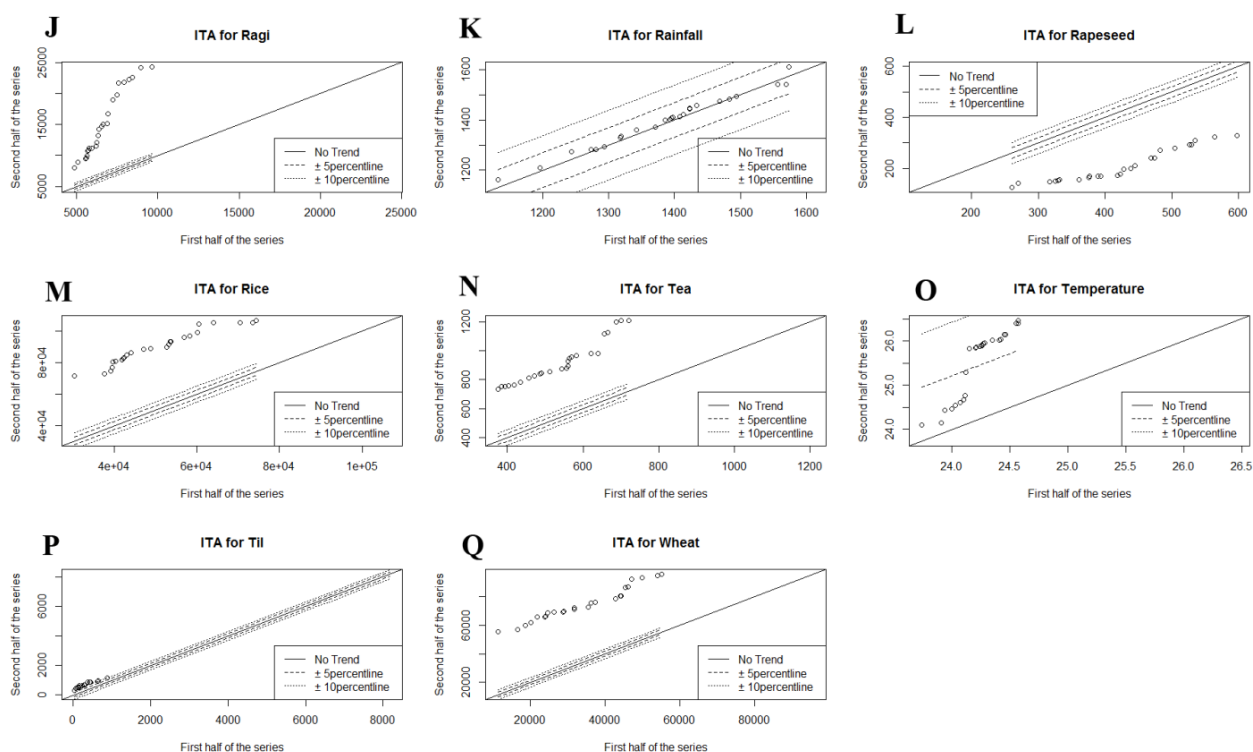 J
ITA for Ragi
Second half of the series
25000
15000
5000
No Trend
± 5percentline
± 10percentline
5000 10000 15000 20000 25000
First half of the series
K
ITA for Rainfall
Second half of the series
1600
1400
1200
No Trend
± 5percentline
± 10percentline
1200 1300 1400 1500 1600
First half of the series
L
ITA for Rapeseed
Second half of the series
600
400
200
No Trend
± 5percentline
± 10percentline
200 300 400 500 600
First half of the series
M
ITA for Rice
Second half of the series
8e+04
4e+04
No Trend
± 5percentline
± 10percentline
4e+04 6e+04 8e+04 1e+05
First half of the series
N
ITA for Tea
Second half of the series
1200
1000
800
600
400
No Trend
± 5percentline
± 10percentline
400 600 800 1000 1200
First half of the series
O
ITA for Temperature
Second half of the series
26.0
25.0
24.0
No Trend
± 5percentline
± 10percentline
24.0 24.5 25.0 25.5 26.0 26.5
First half of the series
P
ITA for Til
Second half of the series
6000
2000
0
No Trend
± 5percentline
± 10percentline
0 2000 4000 6000 8000
First half of the series
Q
ITA for Wheat
Second half of the series
60000
20000
No Trend
± 5percentline
± 10percentline
20000 40000 60000 80000
First half of the series